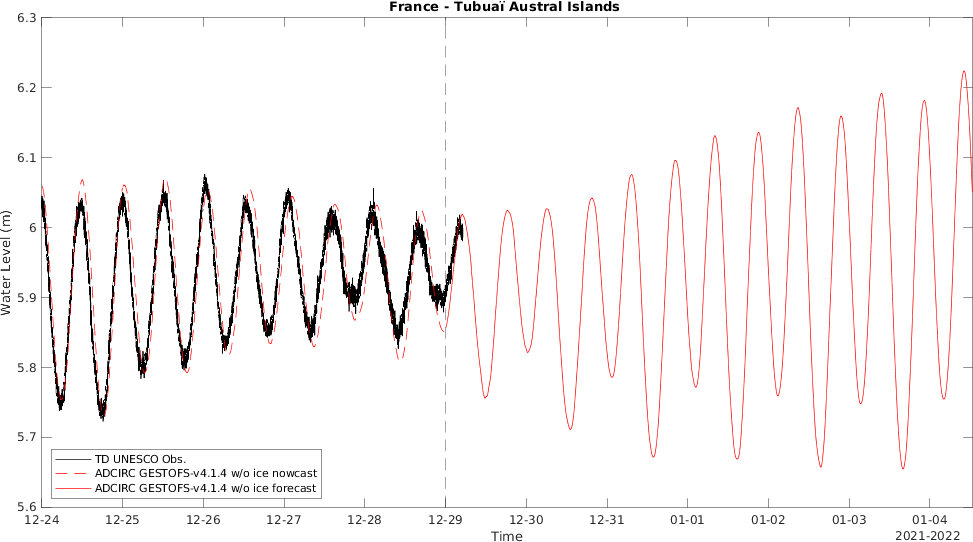 France - Tubuaï Austral Islands
6.3
6.2
6.1
6
5.9
5.8
5.7
5.6
Water Level (m)
TD UNESCO Obs.
ADCIRC GESTOFS-v4.1.4 w/o ice nowcast
ADCIRC GESTOFS-v4.1.4 w/o ice forecast
12-24 12-25 12-26 12-27 12-28 12-29 12-30 12-31 01-01 01-02 01-03 01-04
Time
2021-2022